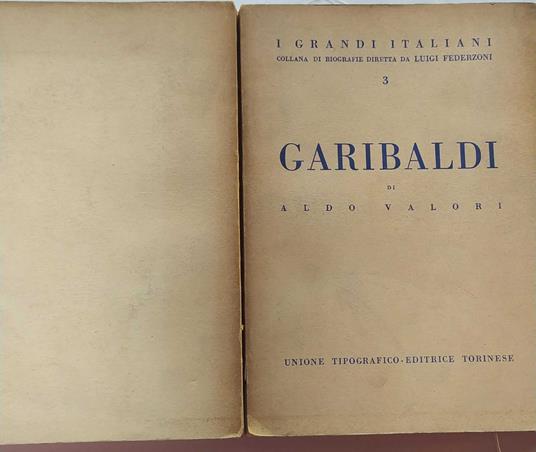 I GRANDI ITALIANI
COLLANA DI BIOGRAFIE DIRETTA DA LUIGI FEDERZONI
3
GARIBALDI
DI
ALDO VALORI
UNIONE TIPOGRAFICO-EDITRICE TORINESE